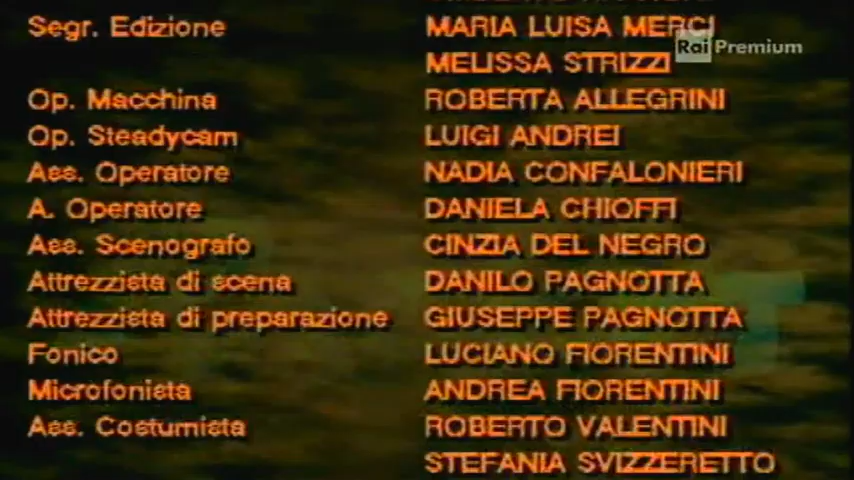 Segr. Edizione MARIA LUISA MERCI
Rai Premium
MELISSA STRIZZI
Op. Macchina ROBERTA ALLEGRINI
Op. Steadycam LUIGI ANDREI
Ass. Operatore NADIA CONFALONIERI
A. Operatore DANIELA CHIOFFI
Ass. Scenografo CINZIA DEL NEGRO
Attrezzista di scena DANILO PAGNOTTA
Attrezzista di preparazione GIUSEPPE PAGNOTTA
Fonico LUCIANO FIORENTINI
Microfonista ANDREA FIORENTINI
Ass. Costumista ROBERTO VALENTINI
STEFANIA SVIZZERETTO